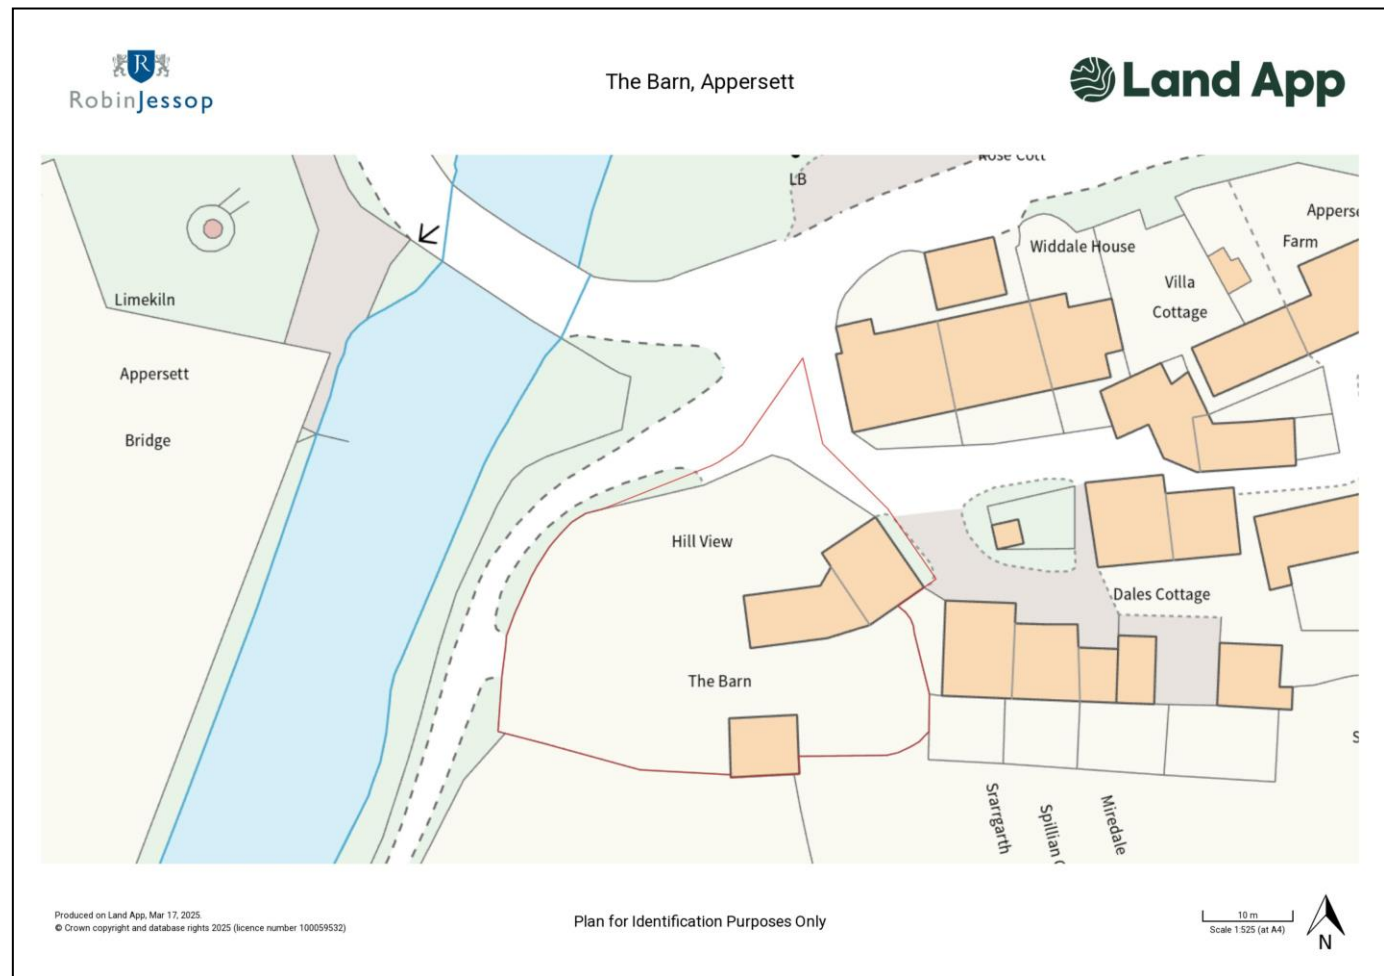 RobinJessop
The Barn, Appersett
Land App
LB
Widdale House
Farm
Villa
Cottage
Limekiln
Appersett
Bridge
Hill View
The Barn
Dales Cottage
Srarrgarth
Spillian
Miredale
Produced on Land App, Mar 17, 2025.
© Crown copyright and database rights 2025 (licence number 100059532)
Plan for Identification Purposes Only
10 m
Scale 1:525 (at A4)
N